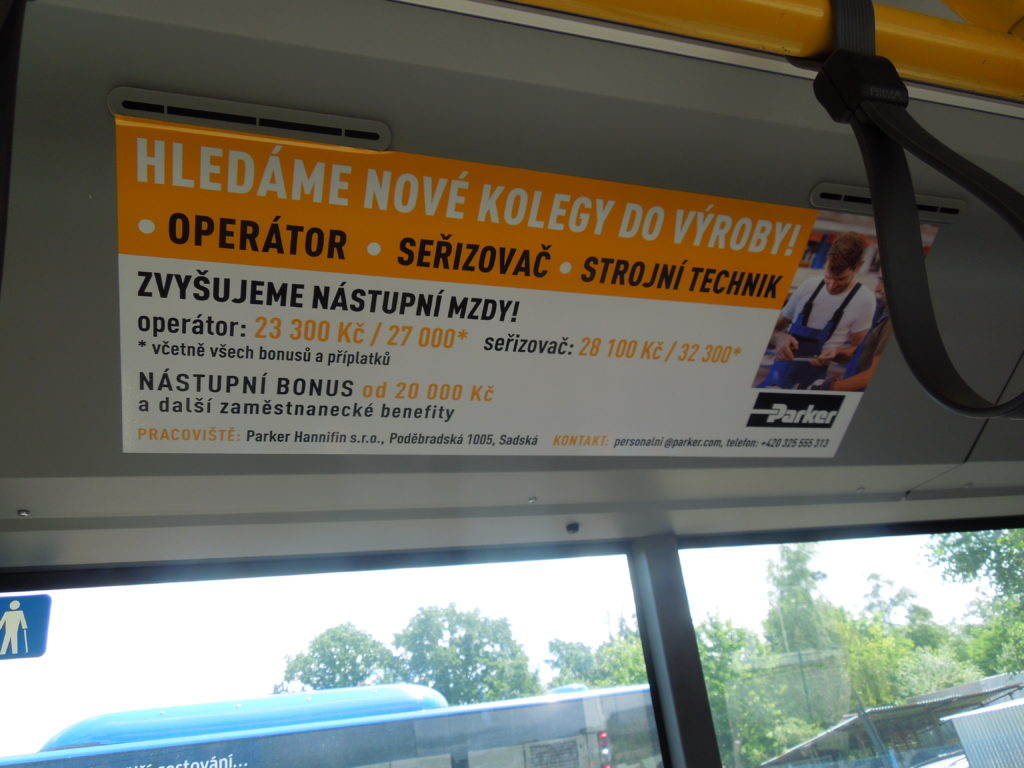 HLEDÁME NOVÉ KOLEGY DO VÝROBY!
• OPERÁTOR • SEŘIZOVAČ • STROJNÍ TECHNIK
ZVYŠUJEME NÁSTUPNÍ MZDY!
operátor: 23 300 Kč / 27 000* seřizovač: 28 100 Kč / 32 300*
* včetně všech bonusů a příplatků
NÁSTUPNÍ BONUS od 20 000 Kč
a další zaměstnanecké benefity
Parker
PRACOVIŠTĚ: Parker Hannifin s.r.o., Poděbradská 1005, Sadská KONTAKT: personalni@parker.com, telefon: +420 325 555 313
cestování...